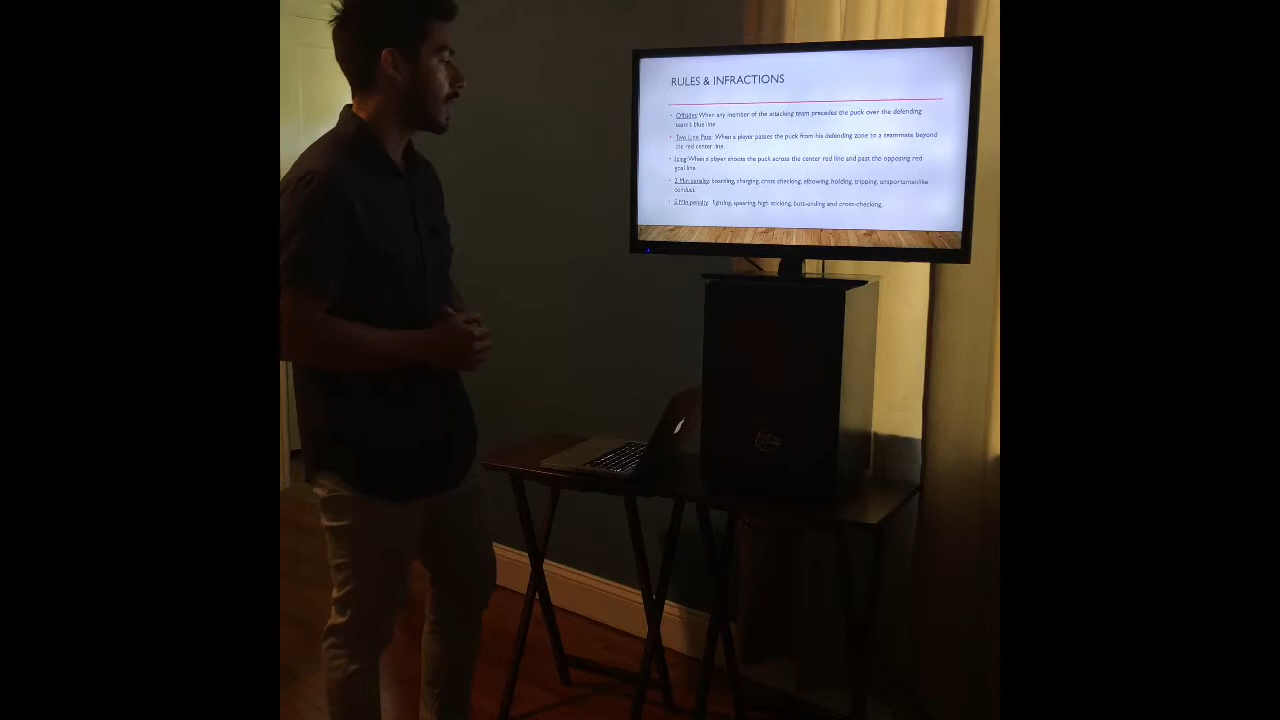 RULES & INFRACTIONS
• Offsides: When any member of the attacking team precedes the puck over the defending
team's blue line
• Two Line Pass: When a player passes the puck from his defending zone to a teammate beyond
the red center line.
• Icing: When a player shoots the puck across the center red line and past the opposing red
goal line
• 2 Min penalty: boarding, charging, cross checking, elbowing, holding, tripping, unsportsmanlike
conduct
• 5 Min penalty: fighting, spearing, high sticking, butt-ending and cross-checking.